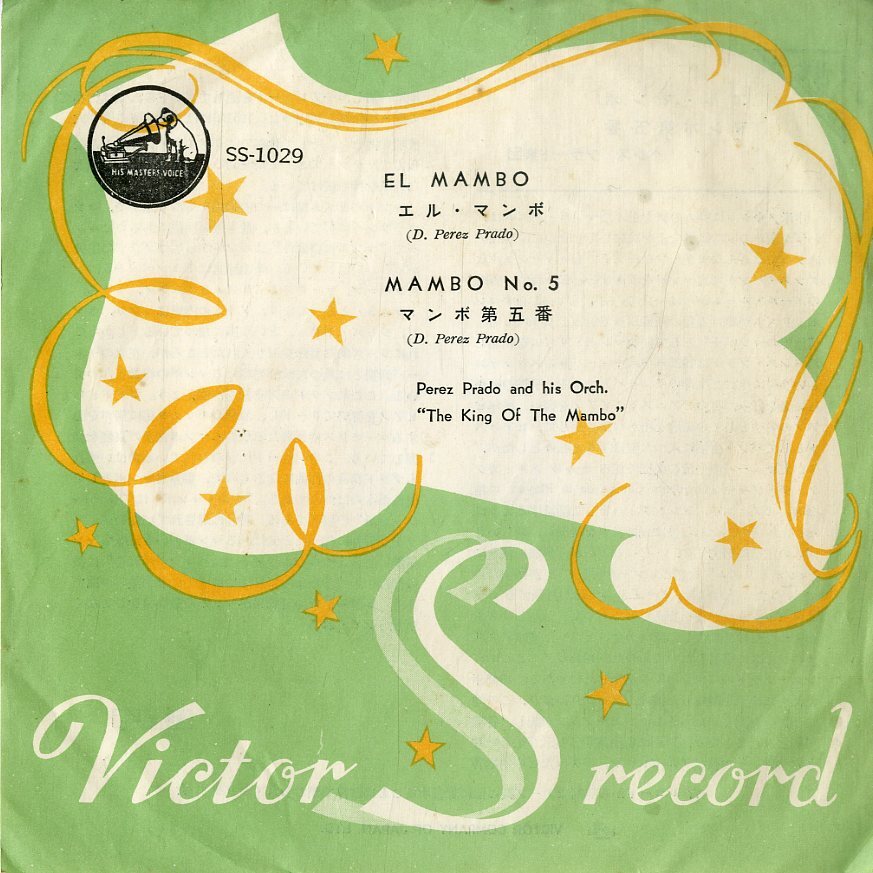 HIS MASTER'S VOICE
SS-1029
EL MAMBO
エル・マンボ
(D. Perez Prado)
MAMBO No. 5
マンボ第五番
(D. Perez Prado)
Perez Prado and his Orch.
"The King Of The Mambo"
Victor S record